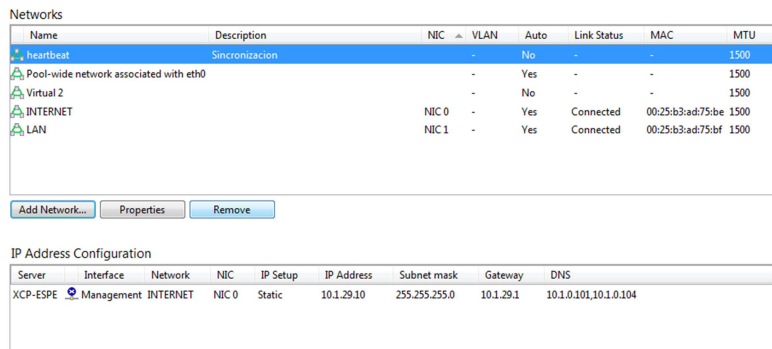 Networks
Name Description NIC VLAN Auto Link Status MAC MTU
heartbeat Sincronizacion - No - - 1500
Pool-wide network associated with eth0 - Yes - - 1500
Virtual 2 - No - - 1500
INTERNET NIC 0 - Yes Connected 00:25:b3:ad:75:be 1500
LAN NIC 1 - Yes Connected 00:25:b3:ad:75:bf 1500
Add Network... Properties Remove
IP Address Configuration
Server Interface Network NIC IP Setup IP Address Subnet mask Gateway DNS
XCP-ESPE Management INTERNET NIC 0 Static 10.1.29.10 255.255.255.0 10.1.29.1 10.1.0.101,10.1.0.104